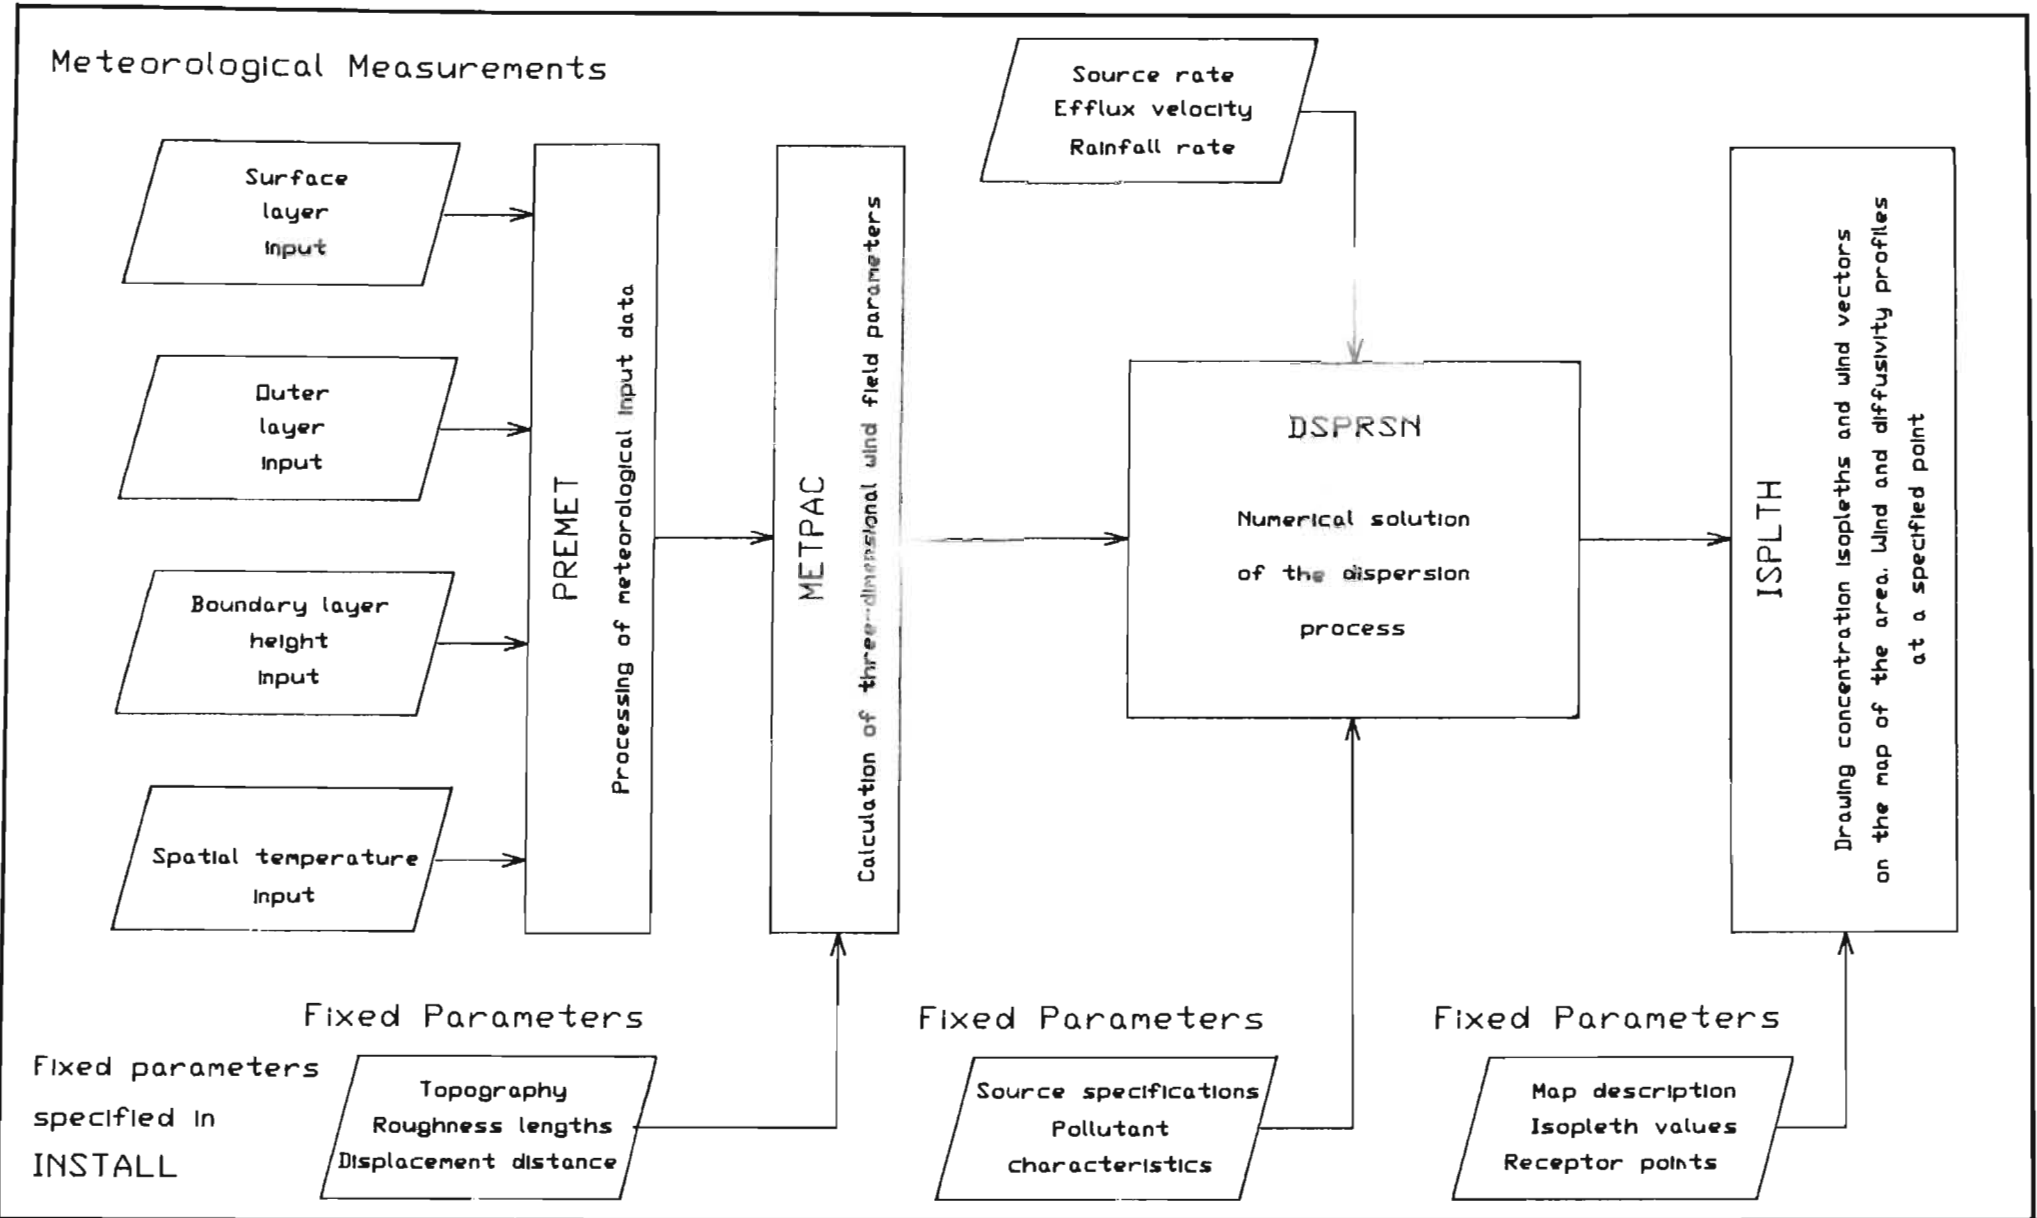 Meteorological Measurements
Surface
layer
Input
Outer
layer
Input
Boundary layer
height
Input
Spatial temperature
Input
PREMET
Processing of meteorological Input data
METPAC
Calculation of three-dimensional wind field parameters
Source rate
Efflux velocity
Rainfall rate
DSPRSN
Numerical solution
of the dispersion
process
ISPLTH
Drawing concentration isopleths and wind vectors
on the map of the area. Wind and diffusivity profiles
at a specified point
Fixed parameters
specified in
INSTALL
Fixed Parameters
Topography
Roughness lengths
Displacement distance
Fixed Parameters
Source specifications
Pollutant
characteristics
Fixed Parameters
Map description
Isopleth values
Receptor points